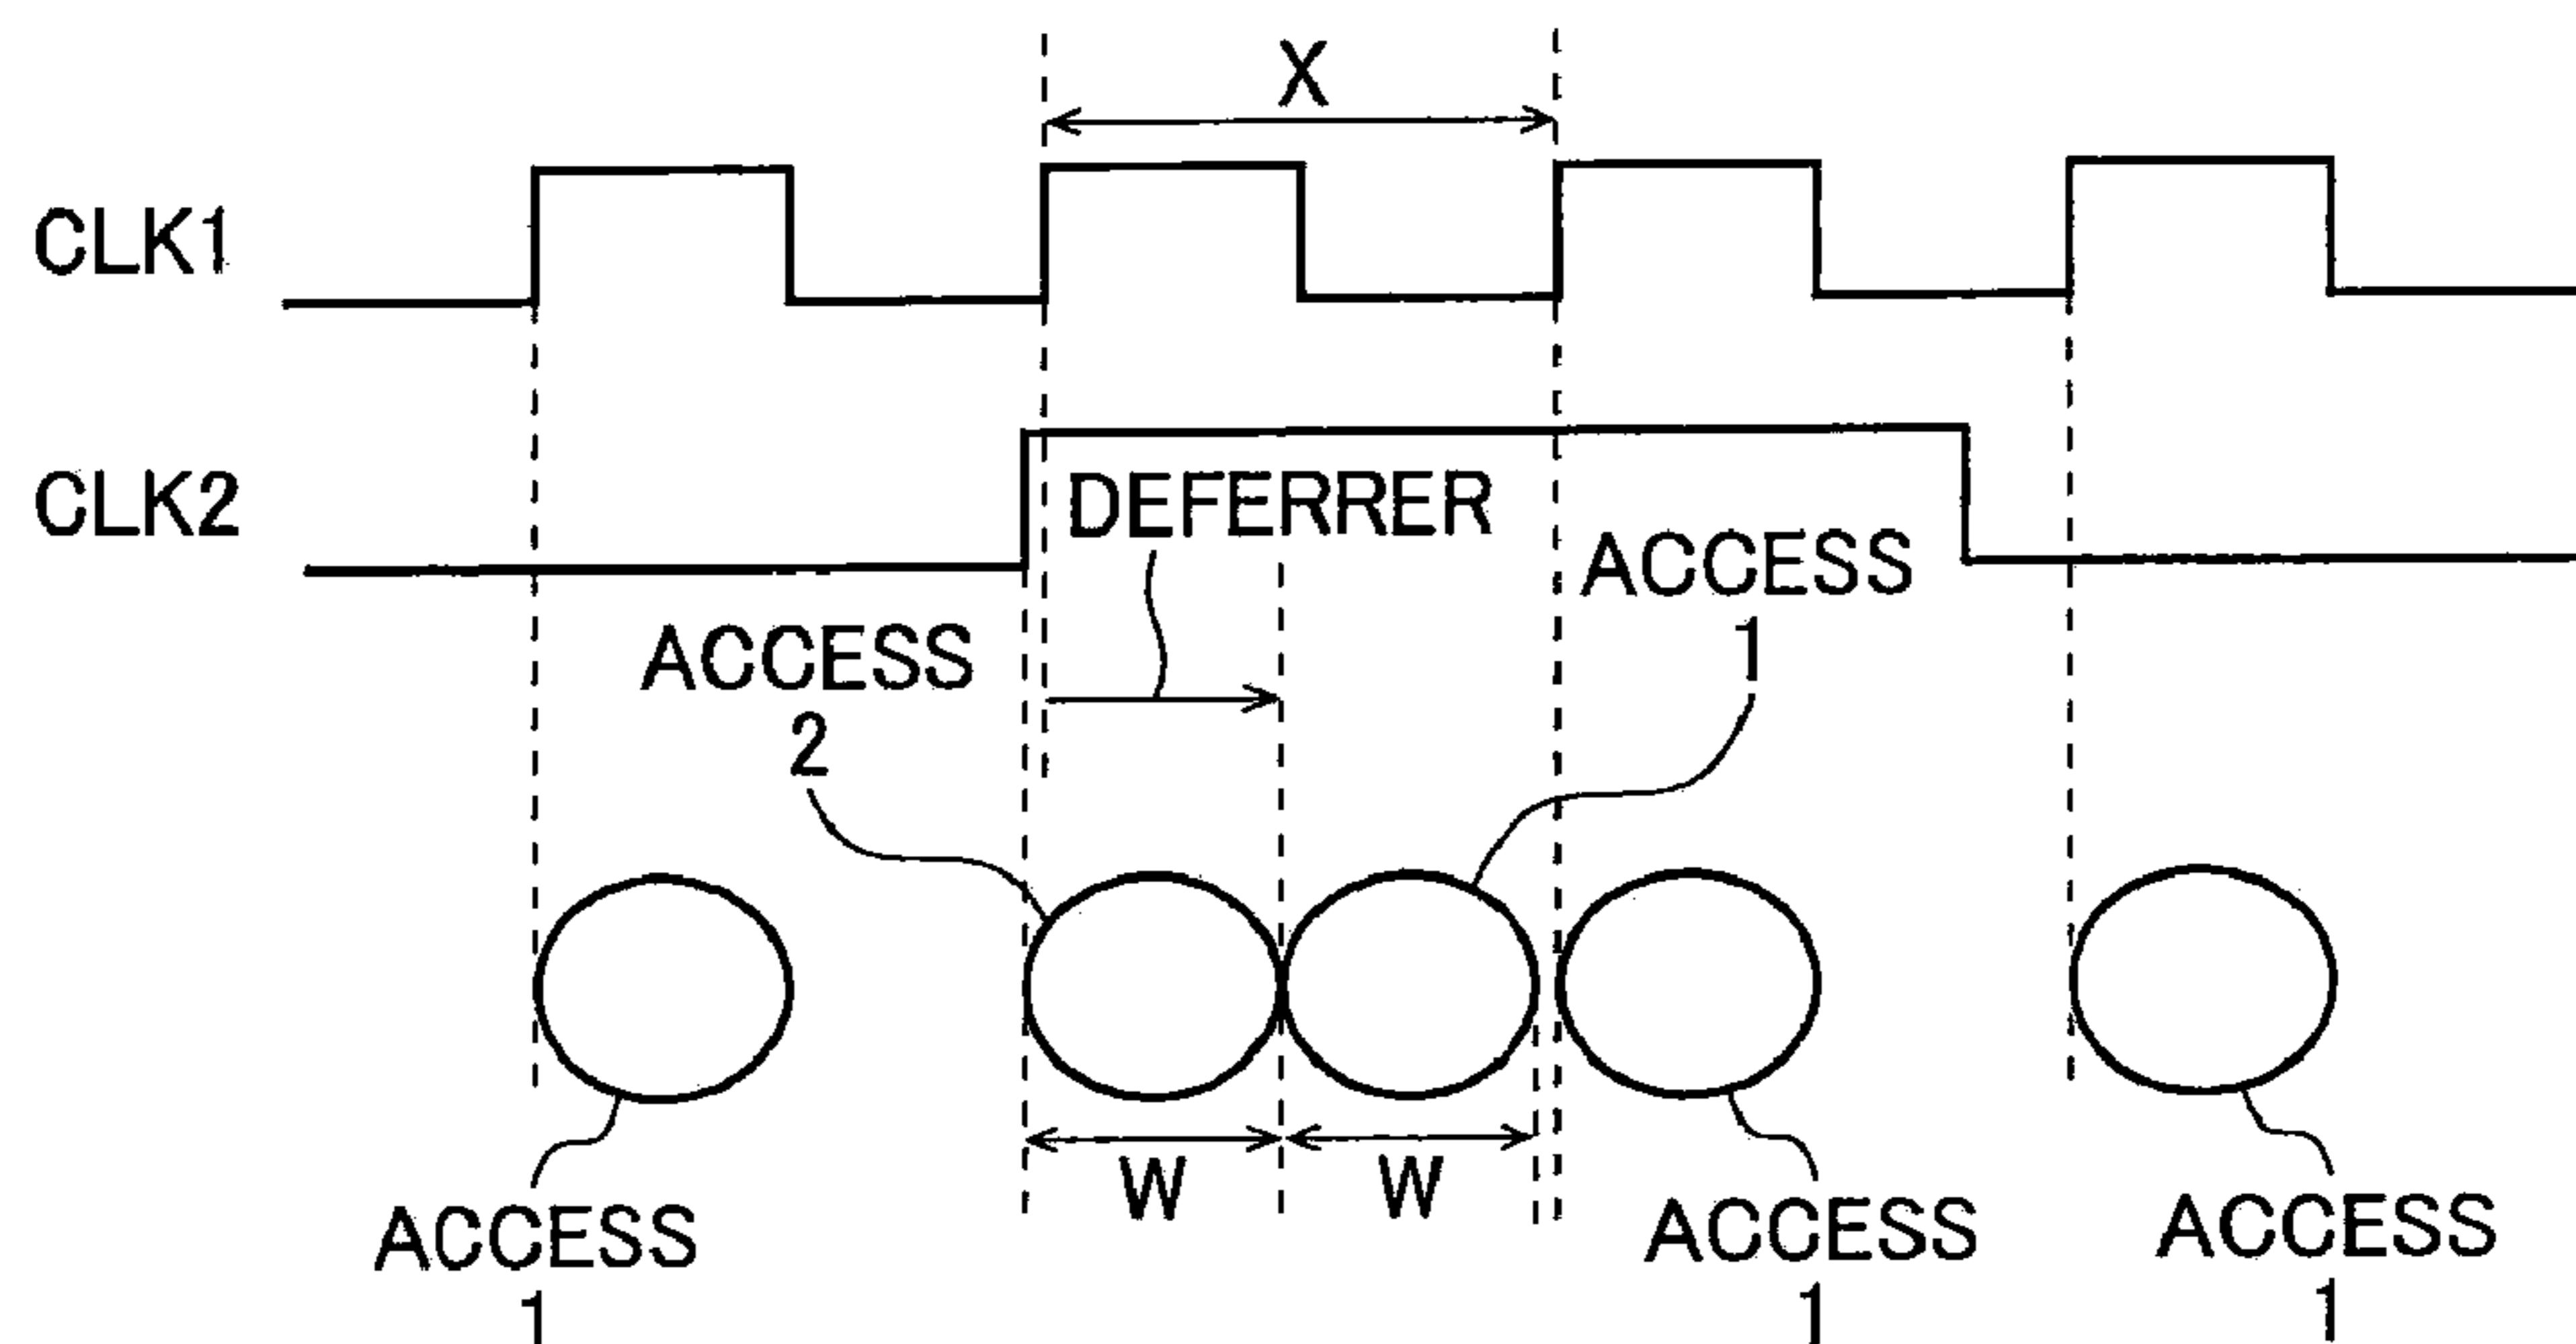 X
CLK1
CLK2
DEFERRER
ACCESS
1
ACCESS
2
W
W
ACCESS
1
ACCESS
1
ACCESS
1